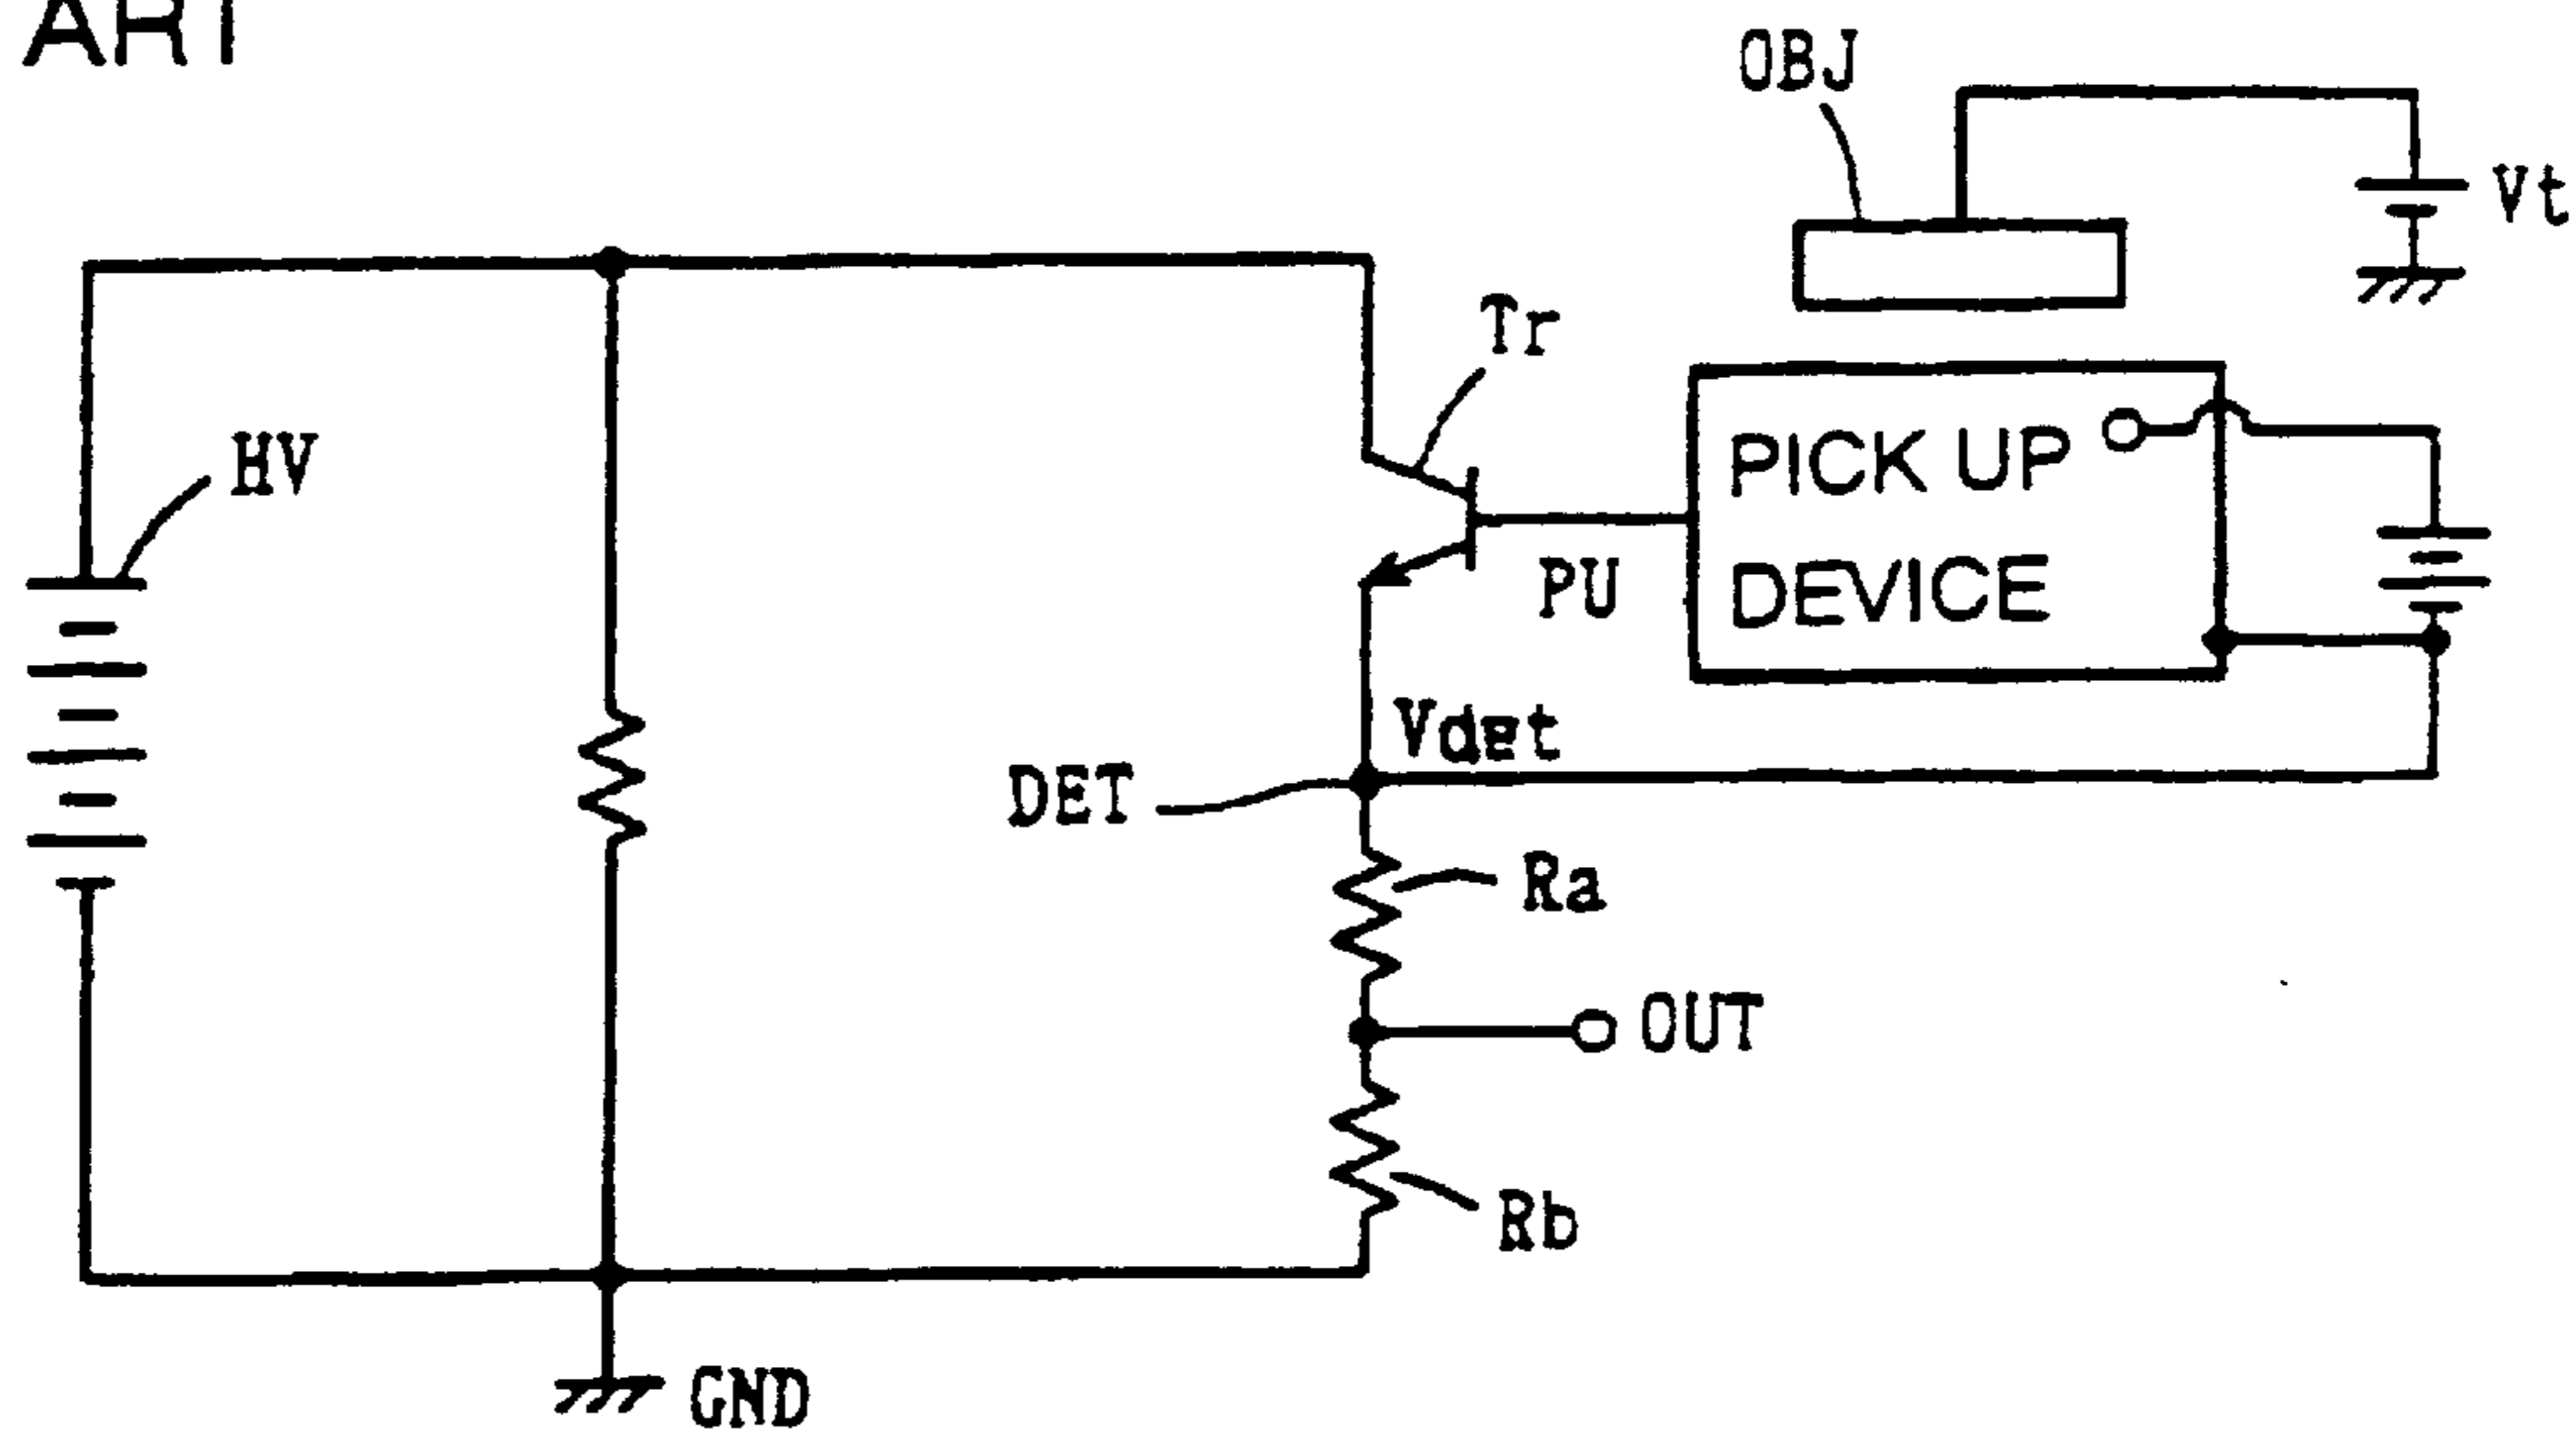 ART
OBJ
Vt
Tr
HV
PICK UP
DEVICE
PU
Vdet
DET
Ra
OUT
Rb
GND